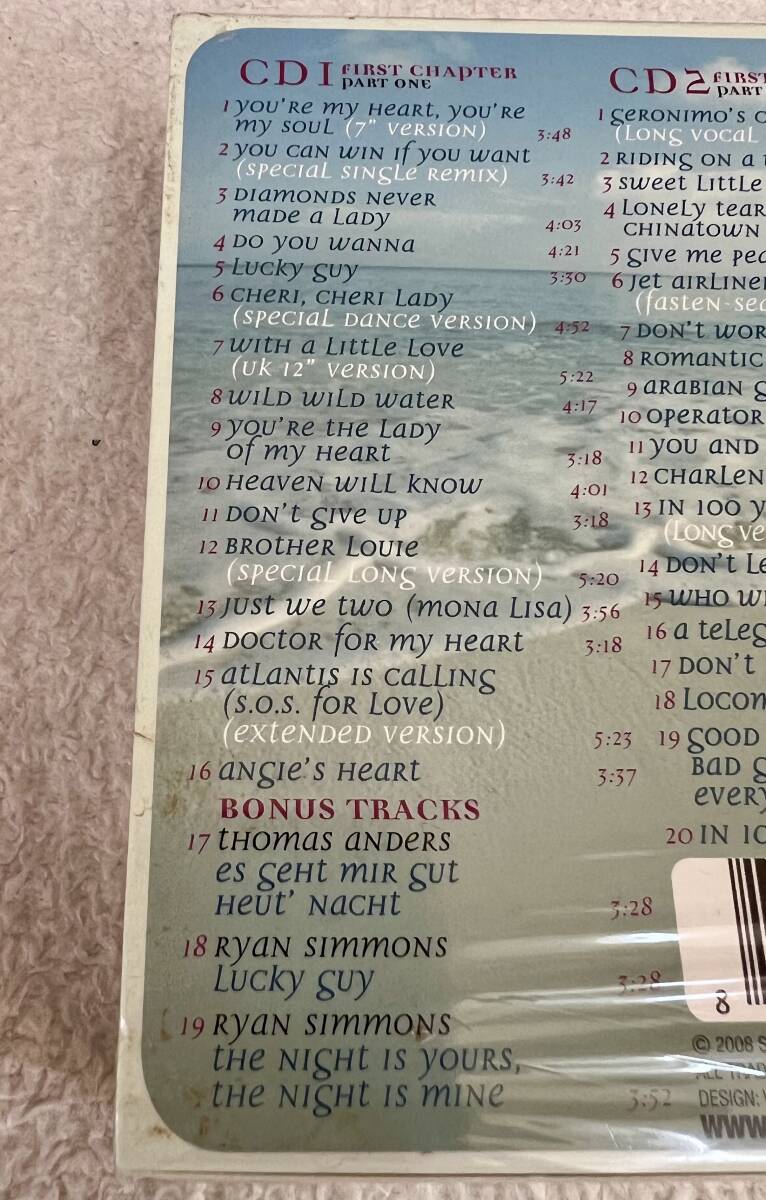 CD 1 FIRST CHAPTER
PART ONE
1 YOU'RE MY HEART, YOU'RE
MY SOUL (7" VERSION) 3:48
2 YOU CAN WIN IF YOU WANT
(SPECIAL SINGLE REMIX) 3:42
3 DIAMONDS NEVER
MADE A LADY 4:03
4 DO YOU WANNA 4:21
5 LUCKY GUY 3:30
6 CHERI, CHERI LADY
(SPECIAL DANCE VERSION) 4:52
7 WITH A LITTLE LOVE
(UK 12" VERSION) 5:22
8 WILD WILD WATER 4:17
9 YOU'RE THE LADY
OF MY HEART 3:18
10 HEAVEN WILL KNOW 4:01
11 DON'T GIVE UP 3:18
12 BROTHER LOUIE
(SPECIAL LONG VERSION) 5:20
13 JUST WE TWO (MONA LISA) 3:56
14 DOCTOR FOR MY HEART 3:18
15 ATLANTIS IS CALLING
(S.O.S. FOR LOVE)
(EXTENDED VERSION) 5:23
16 ANGIE'S HEART 3:37
BONUS TRACKS
17 THOMAS ANDERS
ES GEHT MIR GUT
HEUT' NACHT 3:28
18 RYAN SIMMONS
LUCKY GUY 3:28
19 RYAN SIMMONS
THE NIGHT IS YOURS,
THE NIGHT IS MINE 3:52
CD 2 FIRST
PART
1 GERONIMO'S
(LONG VOCAL
2 RIDING ON A
3 SWEET LITTLE
4 LONELY TEAR
CHINATOWN
5 GIVE ME
6 JET AIRLINE
(FASTEN-
7 DON'T
8 ROMANTIC
9 ARABIAN
10 OPERATOR
11 YOU AND
12 CHARLEN
13 IN 100
(LONG
14 DON'T
15 WHO
16 A
17 DON'T
18
19 GOOD
BAD
EVERY
20 IN
8
© 2008
DESIGN:
WWW